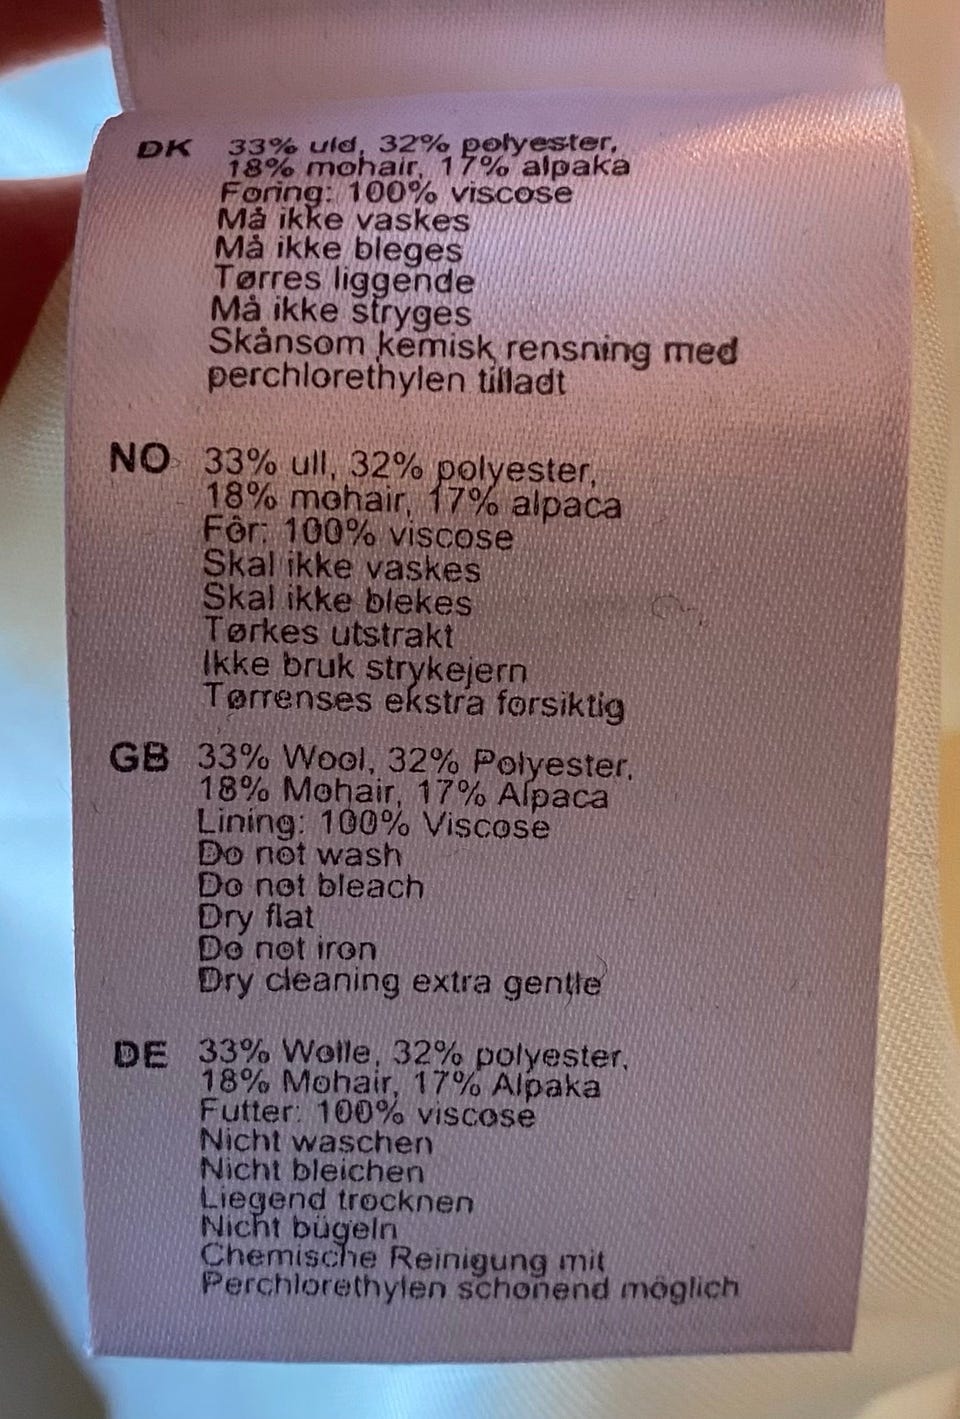 DK 33% uld, 32% polyester,
18% mohair, 17% alpaka
Foring: 100% viscose
Må ikke vaskes
Må ikke bleges
Tørres liggende
Må ikke stryges
Skånsom kemisk rensning med
perchlorethylen tilladt
NO 33% ull, 32% polyester,
18% mohair, 17% alpaca
Fôr: 100% viscose
Skal ikke vaskes
Skal ikke blekes
Tørkes utstrakt
Ikke bruk strykejern
Tørrenses ekstra forsiktig
GB 33% Wool, 32% Polyester,
18% Mohair, 17% Alpaca
Lining: 100% Viscose
Do not wash
Do not bleach
Dry flat
Do not iron
Dry cleaning extra gentle
DE 33% Wolle, 32% polyester,
18% Mohair, 17% Alpaka
Futter: 100% viscose
Nicht waschen
Nicht bleichen
Liegend trocknen
Nicht bügeln
Chemische Reinigung mit
Perchlorethylen schonend möglich